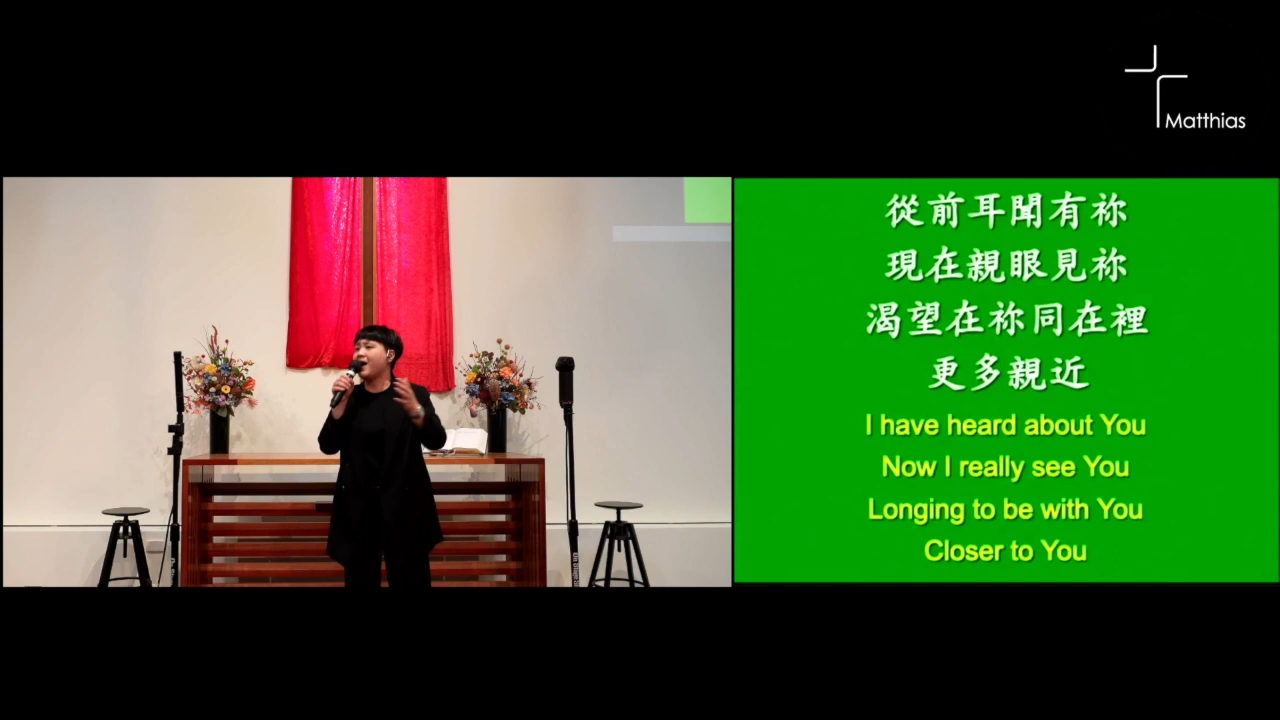 Matthias
從前耳聞有祢
現在親眼見祢
渴望在祢同在裡
更多親近
I have heard about You
Now I really see You
Longing to be with You
Closer to You